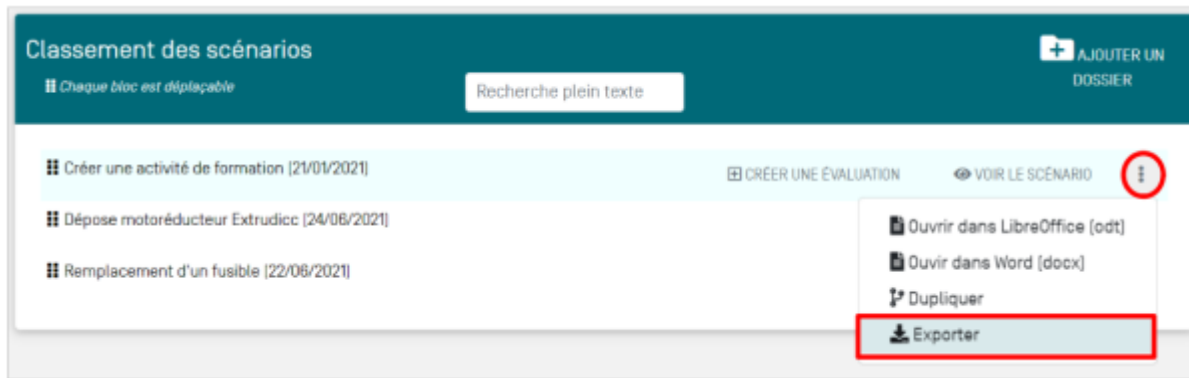 Classement des scénarios
AJOUTER UN
DOSSIER
Chaque bloc est déplaçable
Recherche plein texte
Créer une activité de formation (21/01/2021)
CRÉER UNE ÉVALUATION
VOIR LE SCÉNARIO
Dépose motoréducteur Extrudicc (24/06/2021)
Remplacement d'un fusible (22/06/2021)
Ouvrir dans LibreOffice (odt)
Ouvir dans Word (docx)
Dupliquer
Exporter